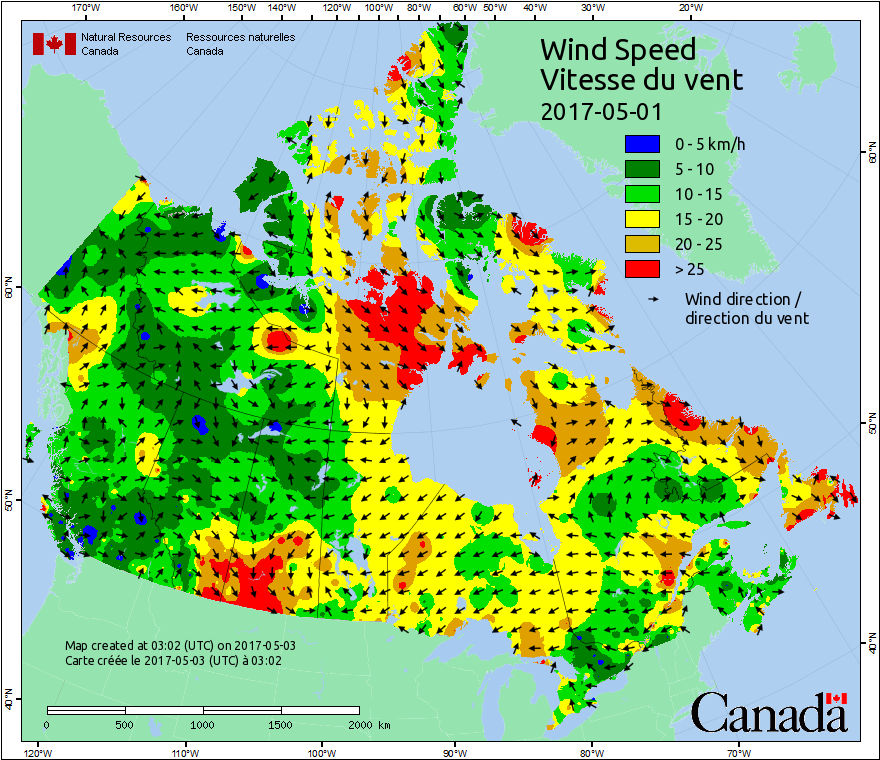 170°W 160°W 150°W 140°W 130°W 120°W 110°W 100°W 90°W 80°W 70°W 60°W 50°W 40°W 30°W 20°W
Natural Resources Ressources naturelles
Canada Canada
Wind Speed
Vitesse du vent
2017-05-01
0 - 5 km/h
5 - 10
10 - 15
15 - 20
20 - 25
> 25
Wind direction /
direction du vent
60°N
60°N
50°N
50°N
40°N
40°N
Map created at 03:02 (UTC) on 2017-05-03
Carte créée le 2017-05-03 (UTC) à 03:02
0 500 1000 1500 2000 km
Canada
120°W 110°W 100°W 90°W 80°W 70°W